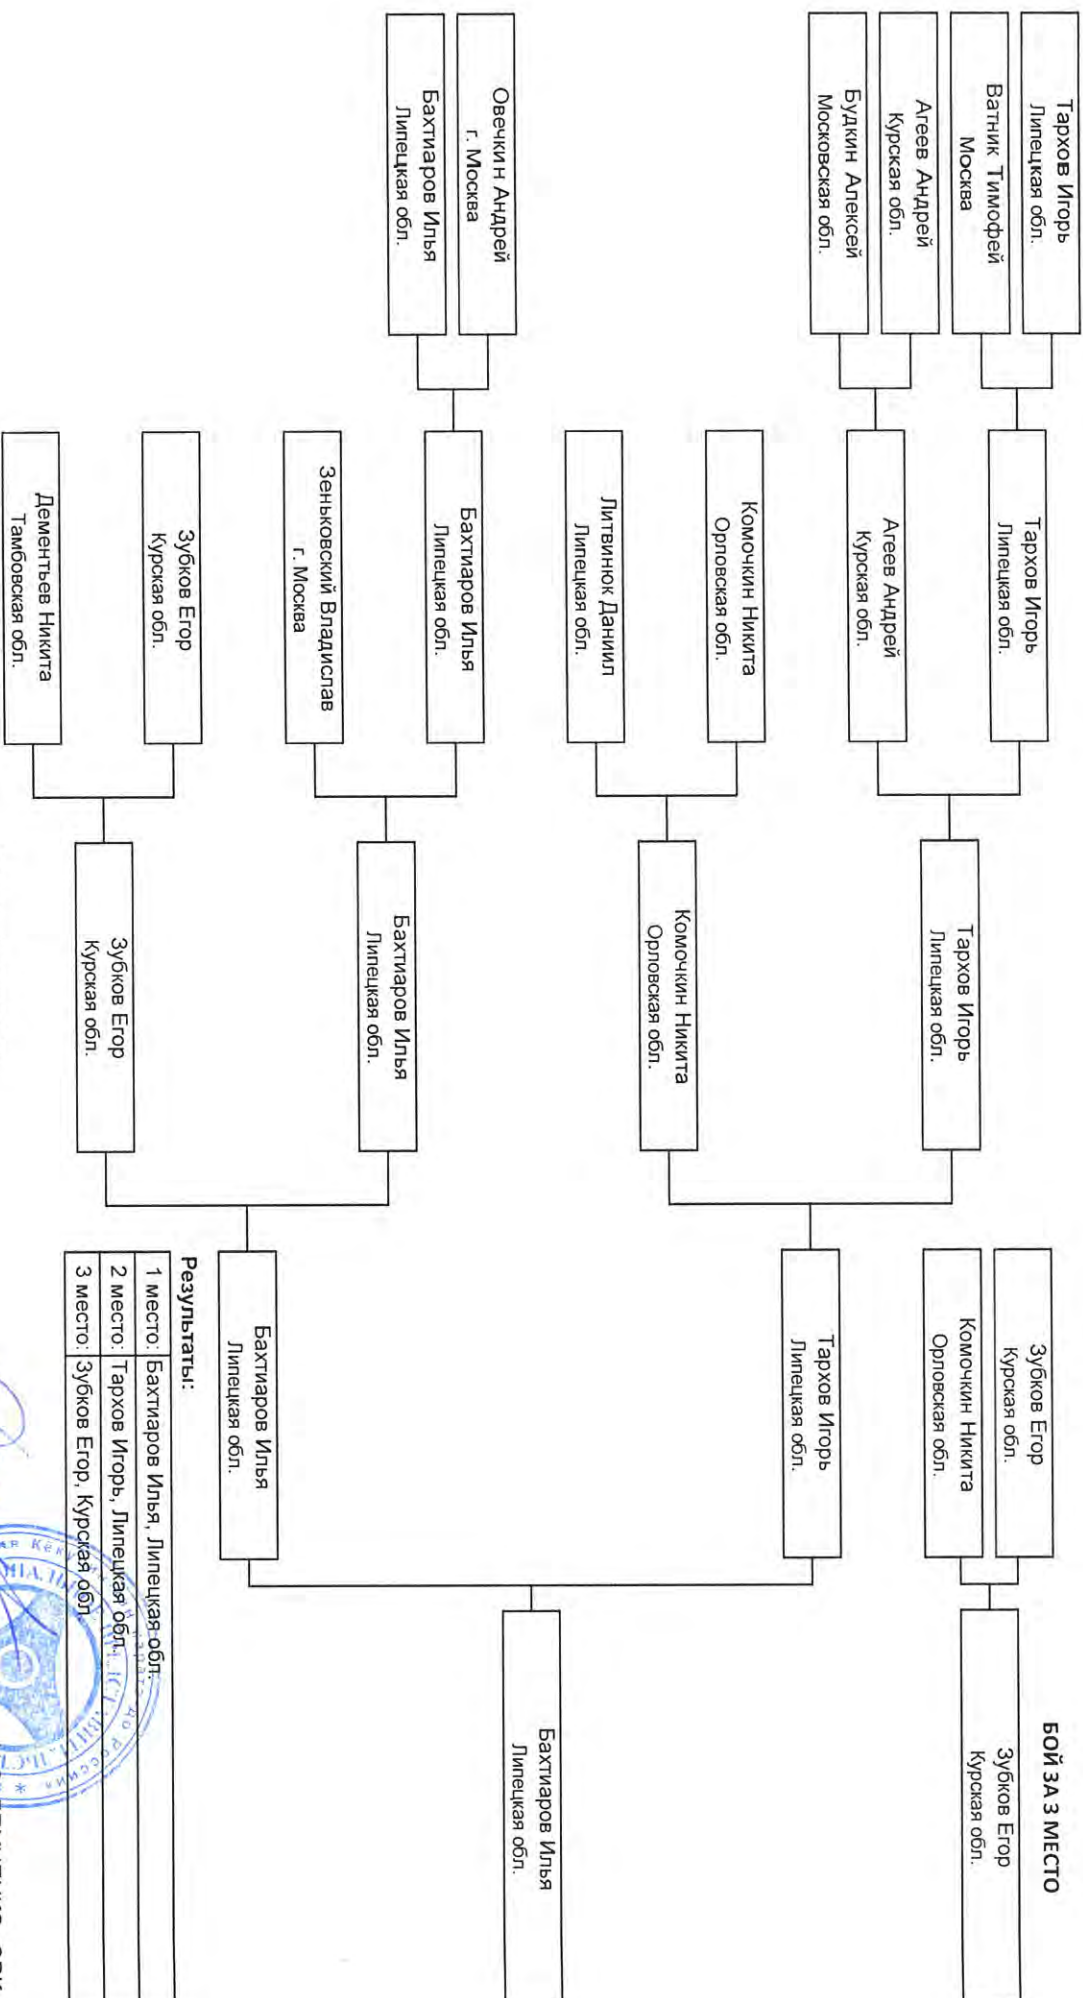 Тархов Игорь
Липецкая обл.
Ватник Тимофей
Москва
Агеев Андрей
Курская обл.
Будкин Алексей
Московская обл.
Овечкин Андрей
г. Москва
Бахтиаров Илья
Липецкая обл.
Тархов Игорь
Липецкая обл.
Агеев Андрей
Курская обл.
Комочкин Никита
Орловская обл.
Литвинюк Даниил
Липецкая обл.
Бахтиаров Илья
Липецкая обл.
Зеньковский Владислав
г. Москва
Зубков Егор
Курская обл.
Дементьев Никита
Тамбовская обл.
Тархов Игорь
Липецкая обл.
Комочкин Никита
Орловская обл.
Бахтиаров Илья
Липецкая обл.
Зубков Егор
Курская обл.
Зубков Егор
Курская обл.
Комочкин Никита
Орловская обл.
Тархов Игорь
Липецкая обл.
Бахтиаров Илья
Липецкая обл.
БОЙ ЗА 3 МЕСТО
Зубков Егор
Курская обл.
Бахтиаров Илья
Липецкая обл.
Результаты:
1 место: Бахтиаров Илья, Липецкая обл.
2 место: Тархов Игорь, Липецкая обл.
3 место: Зубков Егор, Курская обл.